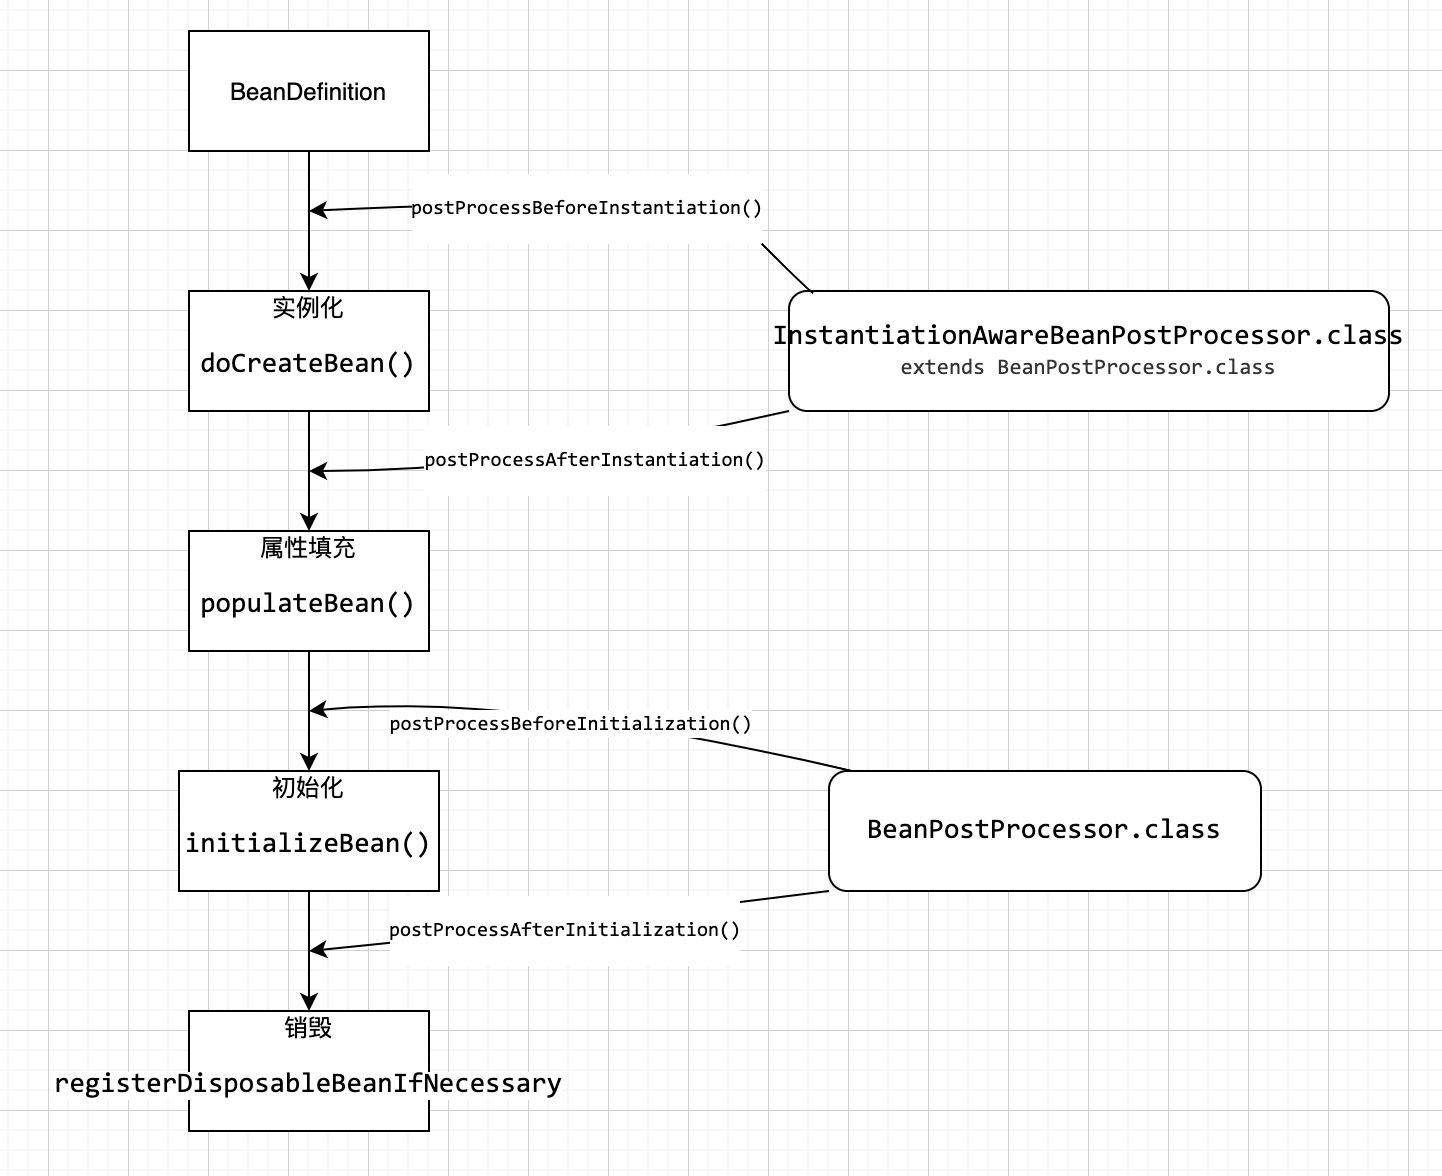 BeanDefinition
postProcessBeforeInstantiation()
实例化
doCreateBean()
InstantiationAwareBeanPostProcessor.class
extends BeanPostProcessor.class
postProcessAfterInstantiation()
属性填充
populateBean()
postProcessBeforeInitialization()
初始化
initializeBean()
BeanPostProcessor.class
postProcessAfterInitialization()
销毁
registerDisposableBeanIfNecessary